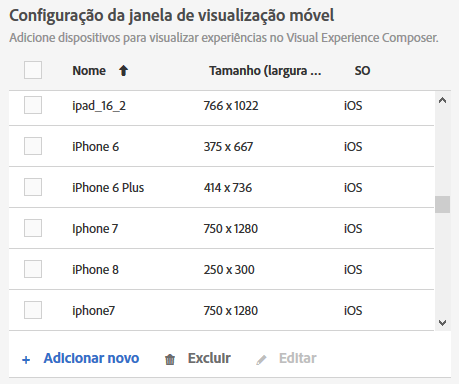 Configuração da janela de visualização móvel
Adicione dispositivos para visualizar experiências no Visual Experience Composer.
Nome Tamanho (largura ... SO
ipad_16_2 766 x 1022 iOS
iPhone 6 375 x 667 iOS
iPhone 6 Plus 414 x 736 iOS
Iphone 7 750 x 1280 iOS
iPhone 8 250 x 300 iOS
iphone7 750 x 1280 iOS
+ Adicionar novo Excluir Editar